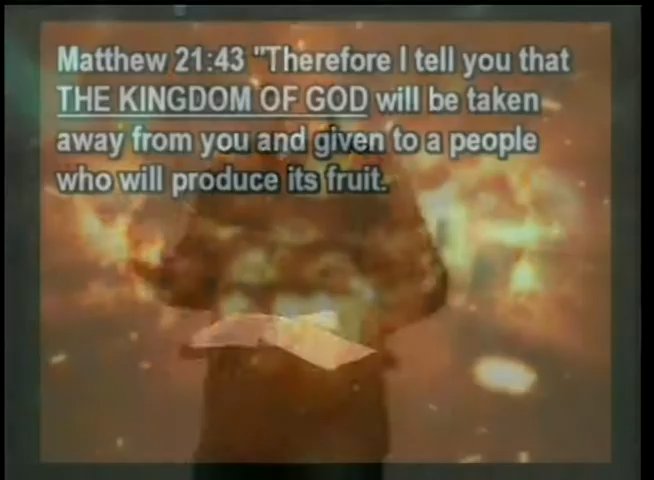 Matthew 21:43 "Therefore I tell you that
THE KINGDOM OF GOD will be taken
away from you and given to a people
who will produce its fruit.